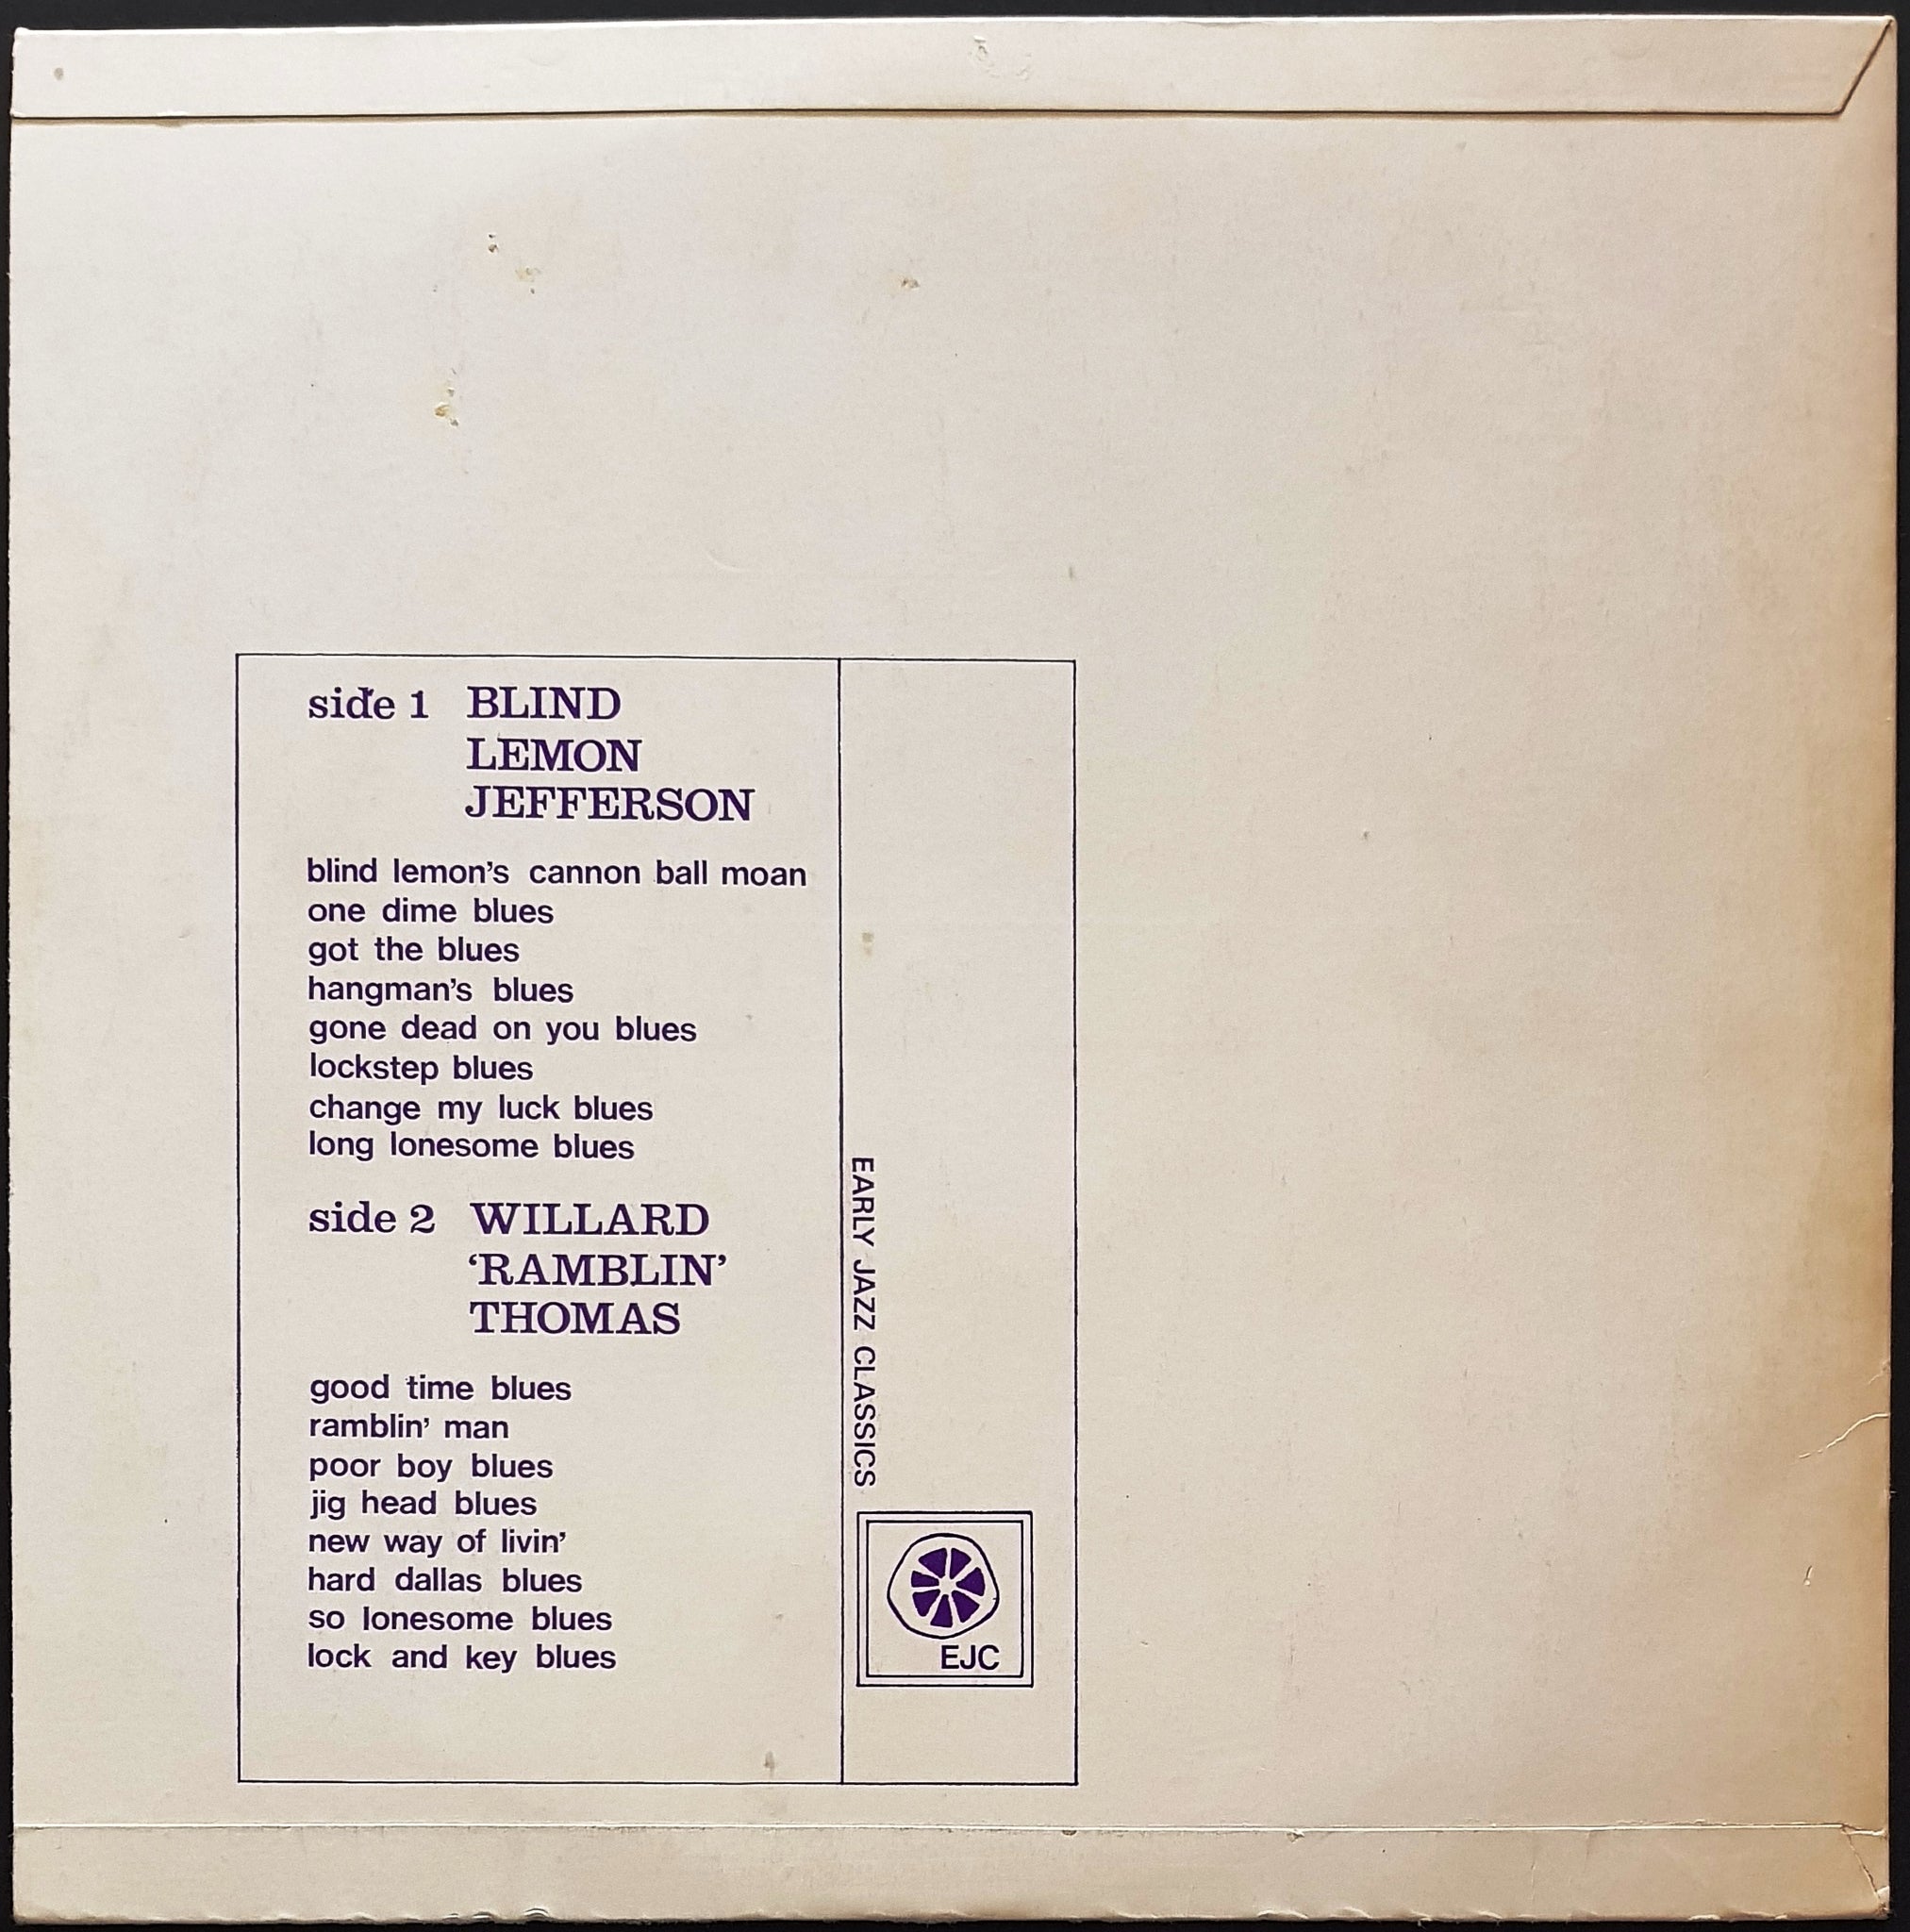 side 1 BLIND
LEMON
JEFFERSON
blind lemon’s cannon ball moan
one dime blues
got the blues
hangman’s blues
gone dead on you blues
lockstep blues
change my luck blues
long lonesome blues
side 2 WILLARD
‘RAMBLIN’
THOMAS
good time blues
ramblin’ man
poor boy blues
jig head blues
new way of livin’
hard dallas blues
so lonesome blues
lock and key blues
EARLY JAZZ CLASSICS
EJC